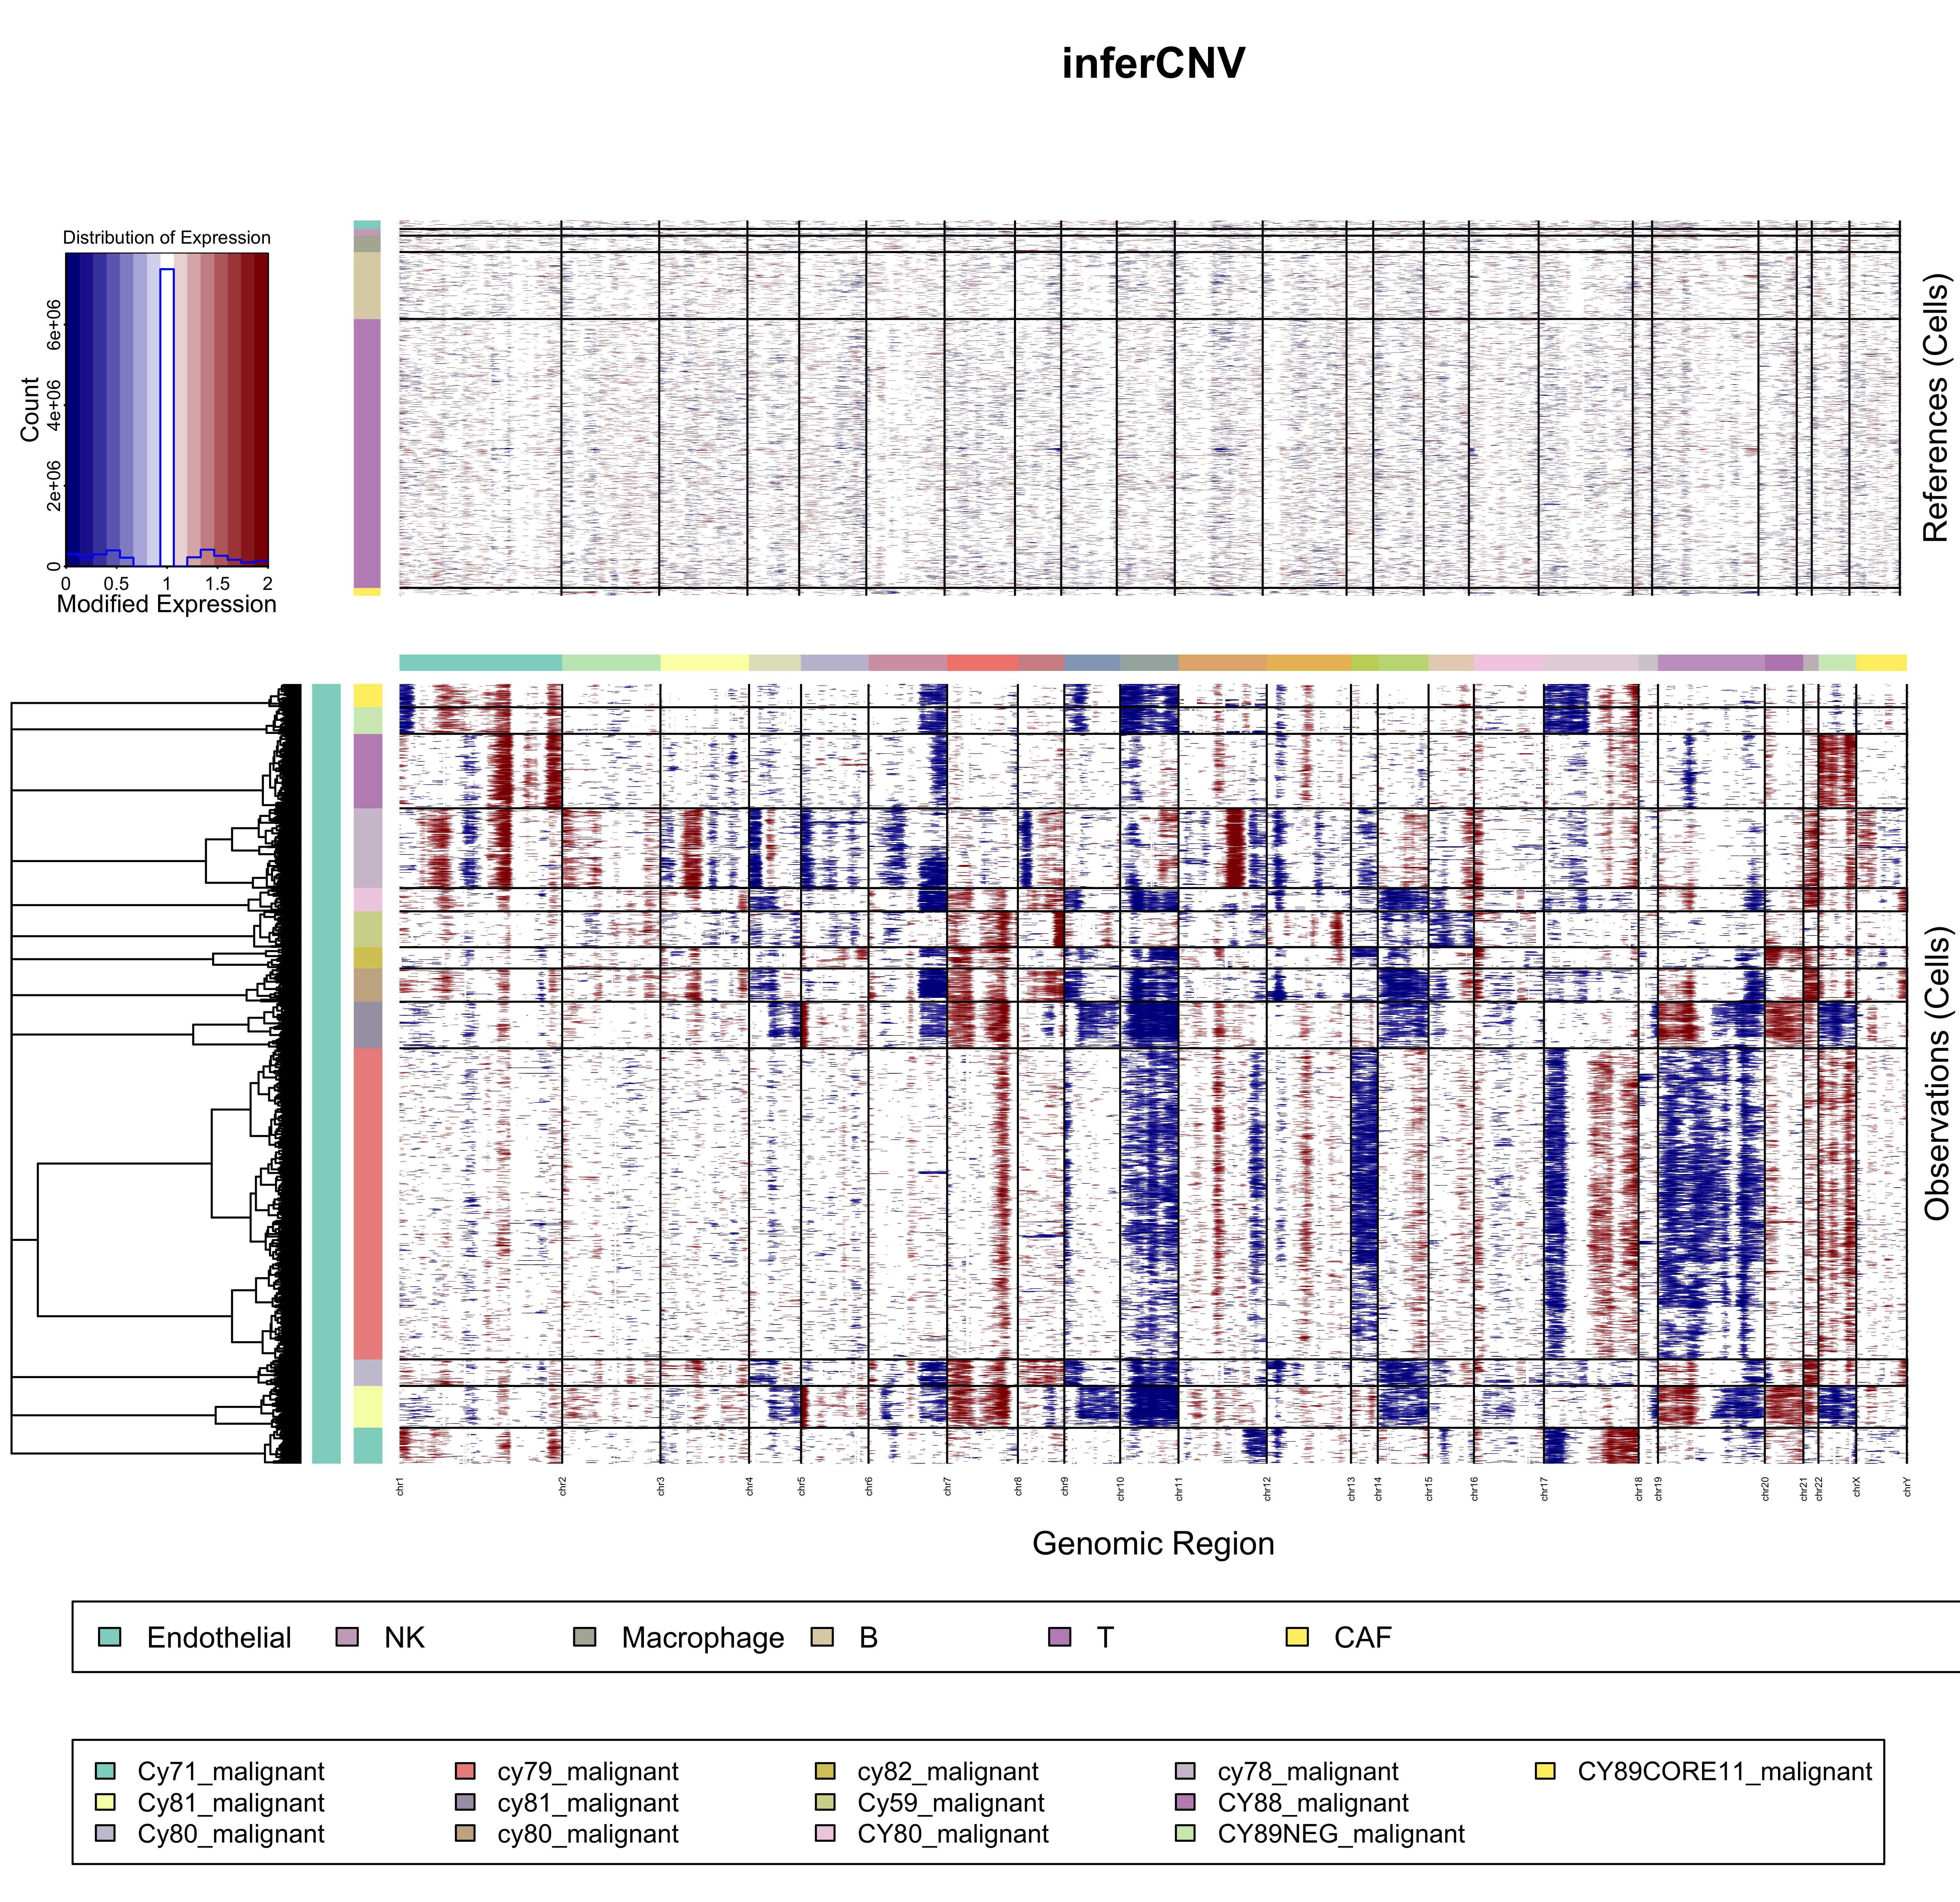 inferCNV
Distribution of Expression
Count
0
2e+06
4e+06
6e+06
0 0.5 1 1.5 2
Modified Expression
References (Cells)
Observations (Cells)
chr1 chr2 chr3 chr4 chr5 chr6 chr7 chr8 chr9 chr10 chr11 chr12 chr13 chr14 chr15 chr16 chr17 chr18 chr19 chr20 chr21 chr22 chrX chrY
Genomic Region
Endothelial NK Macrophage B T CAF
Cy71_malignant cy79_malignant cy82_malignant cy78_malignant CY89CORE11_malignant
Cy81_malignant cy81_malignant Cy59_malignant CY88_malignant
Cy80_malignant cy80_malignant CY80_malignant CY89NEG_malignant